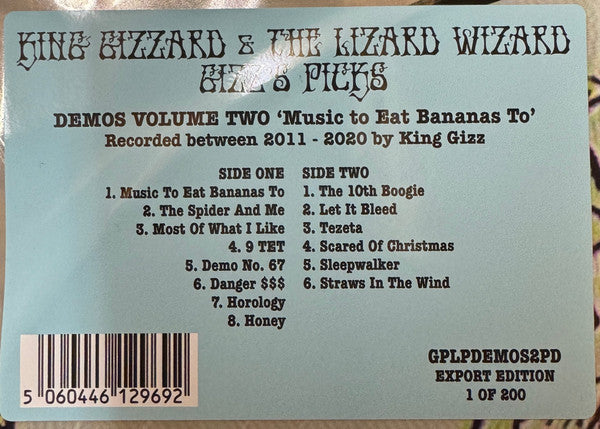 KING GIZZARD & THE LIZARD WIZARD
GIZZ'S PICKS
DEMOS VOLUME TWO 'Music to Eat Bananas To'
Recorded between 2011 - 2020 by King Gizz
SIDE ONE
1. Music To Eat Bananas To
2. The Spider And Me
3. Most Of What I Like
4. 9 TET
5. Demo No. 67
6. Danger $$$
7. Horology
8. Honey
SIDE TWO
1. The 10th Boogie
2. Let It Bleed
3. Tezeta
4. Scared Of Christmas
5. Sleepwalker
6. Straws In The Wind
5 060446 129692
GPLPDEMOS2PD
EXPORT EDITION
1 OF 200